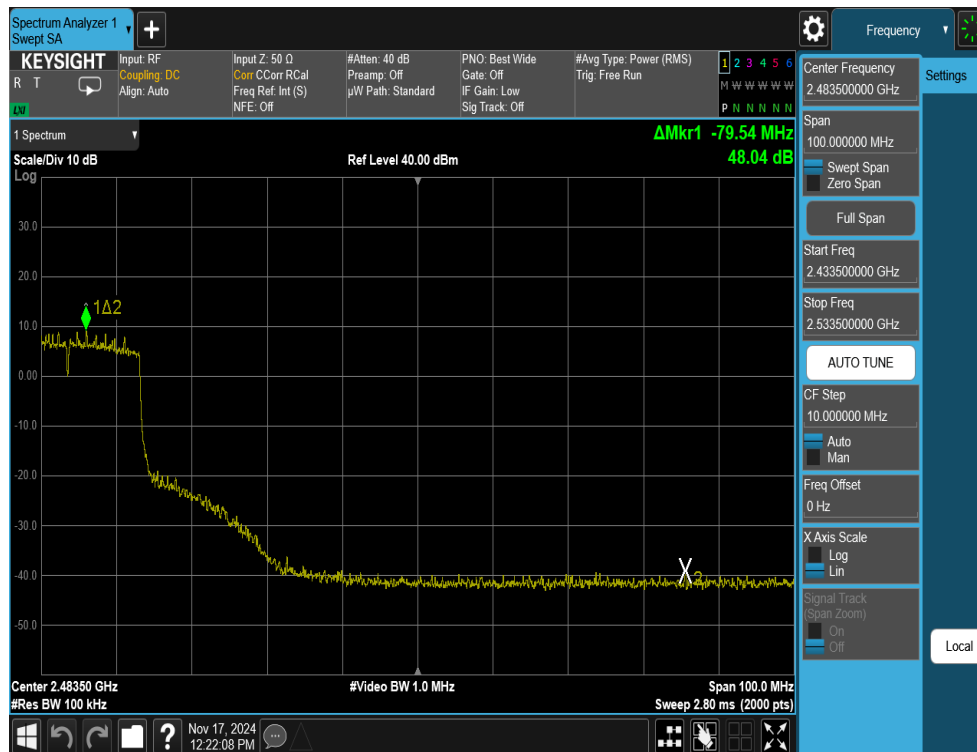 Spectrum Analyzer 1
Swept SA
+
Frequency
KEYSIGHT
R T
LXI
Input: RF
Coupling: DC
Align: Auto
Input Z: 50 Ω
Corr CCorr RCal
Freq Ref: Int (S)
NFE: Off
#Atten: 40 dB
Preamp: Off
µW Path: Standard
PNO: Best Wide
Gate: Off
IF Gain: Low
Sig Track: Off
#Avg Type: Power (RMS)
Trig: Free Run
1 2 3 4 5 6
M W W W W W
P N N N N N
1 Spectrum
ΔMkr1 -79.54 MHz
Scale/Div 10 dB
Ref Level 40.00 dBm
48.04 dB
Log
30.0
20.0
1Δ2
10.0
0.00
-10.0
-20.0
-30.0
-40.0
2
-50.0
Center 2.48350 GHz
#Video BW 1.0 MHz
Span 100.0 MHz
#Res BW 100 kHz
Sweep 2.80 ms (2000 pts)
?
Nov 17, 2024
12:22:08 PM
Center Frequency
2.483500000 GHz
Settings
Span
100.000000 MHz
Swept Span
Zero Span
Full Span
Start Freq
2.433500000 GHz
Stop Freq
2.533500000 GHz
AUTO TUNE
CF Step
10.000000 MHz
Auto
Man
Freq Offset
0 Hz
X Axis Scale
Log
Lin
Signal Track
(Span Zoom)
On
Off
Local